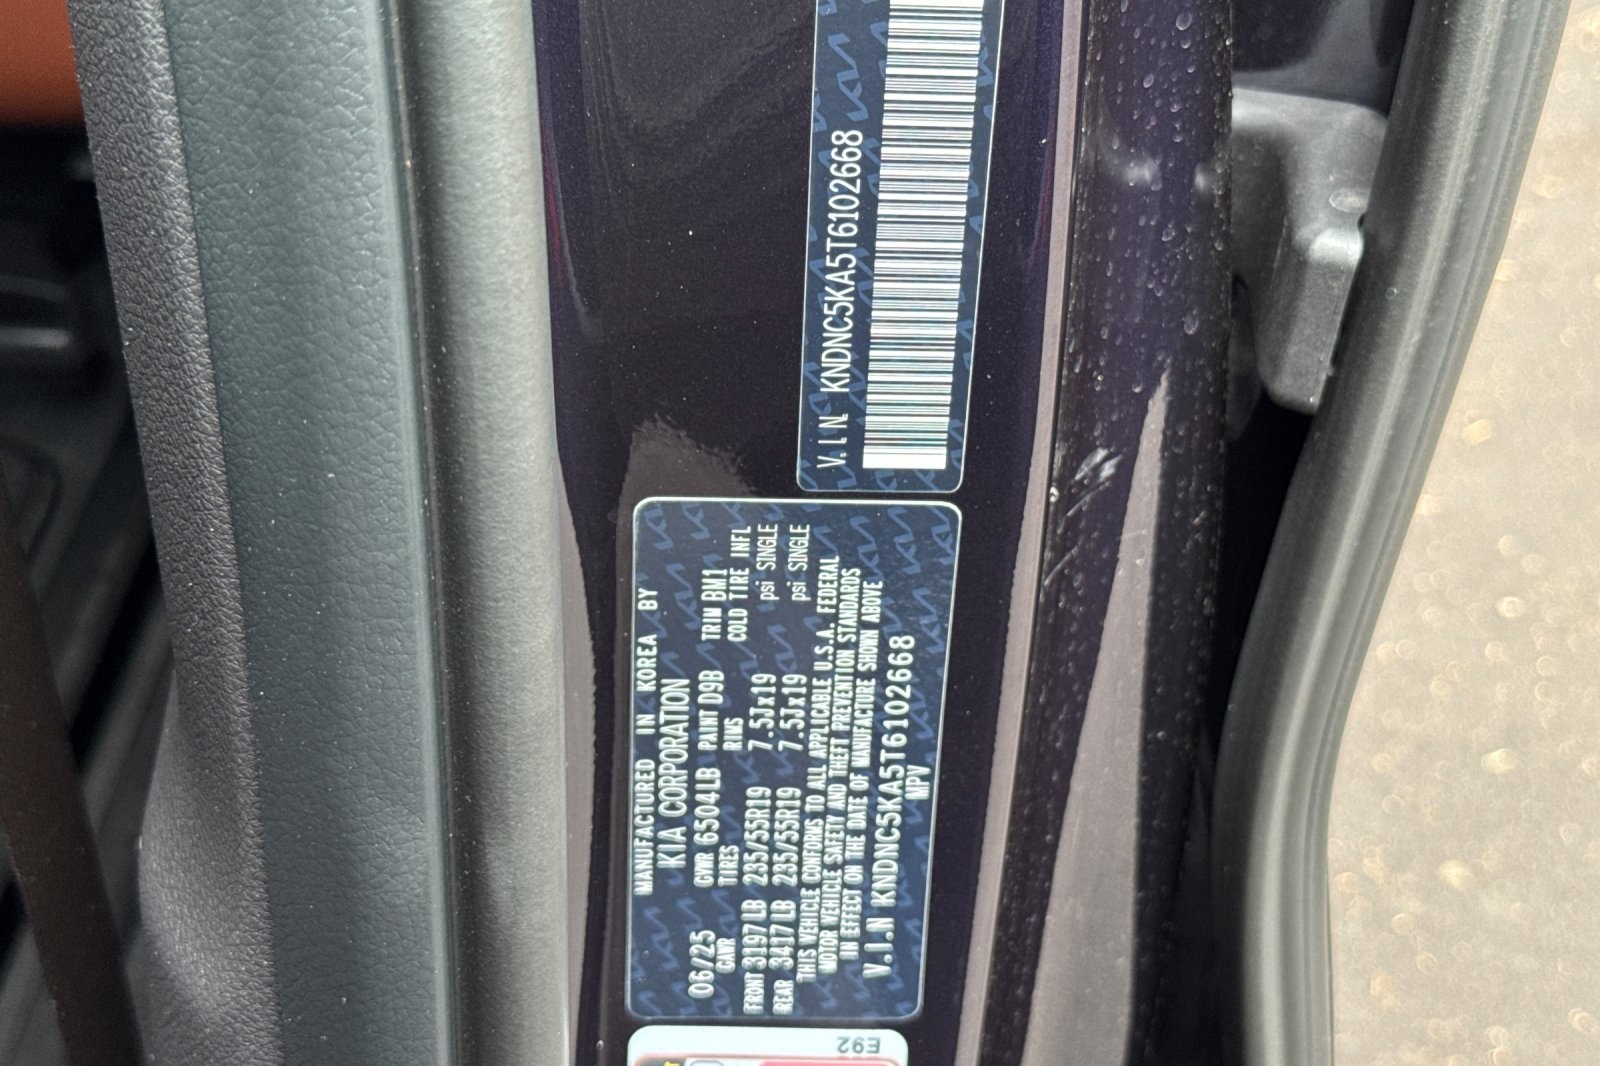 V.I.N. KNDNC5KA5T6102668
MANUFACTURED IN KOREA BY
KIA CORPORATION
06/25 GVWR 6504LB PAINT D9B TRIM BM1
GAWR TIRES RIMS COLD TIRE INFL
FRONT 3197LB 235/55R19 7.5Jx19 psi SINGLE
REAR 3417LB 235/55R19 7.5Jx19 psi SINGLE
THIS VEHICLE CONFORMS TO ALL APPLICABLE U.S.A. FEDERAL
MOTOR VEHICLE SAFETY AND THEFT PREVENTION STANDARDS
IN EFFECT ON THE DATE OF MANUFACTURE SHOWN ABOVE
V.I.N KNDNC5KA5T6102668
MPV
E92